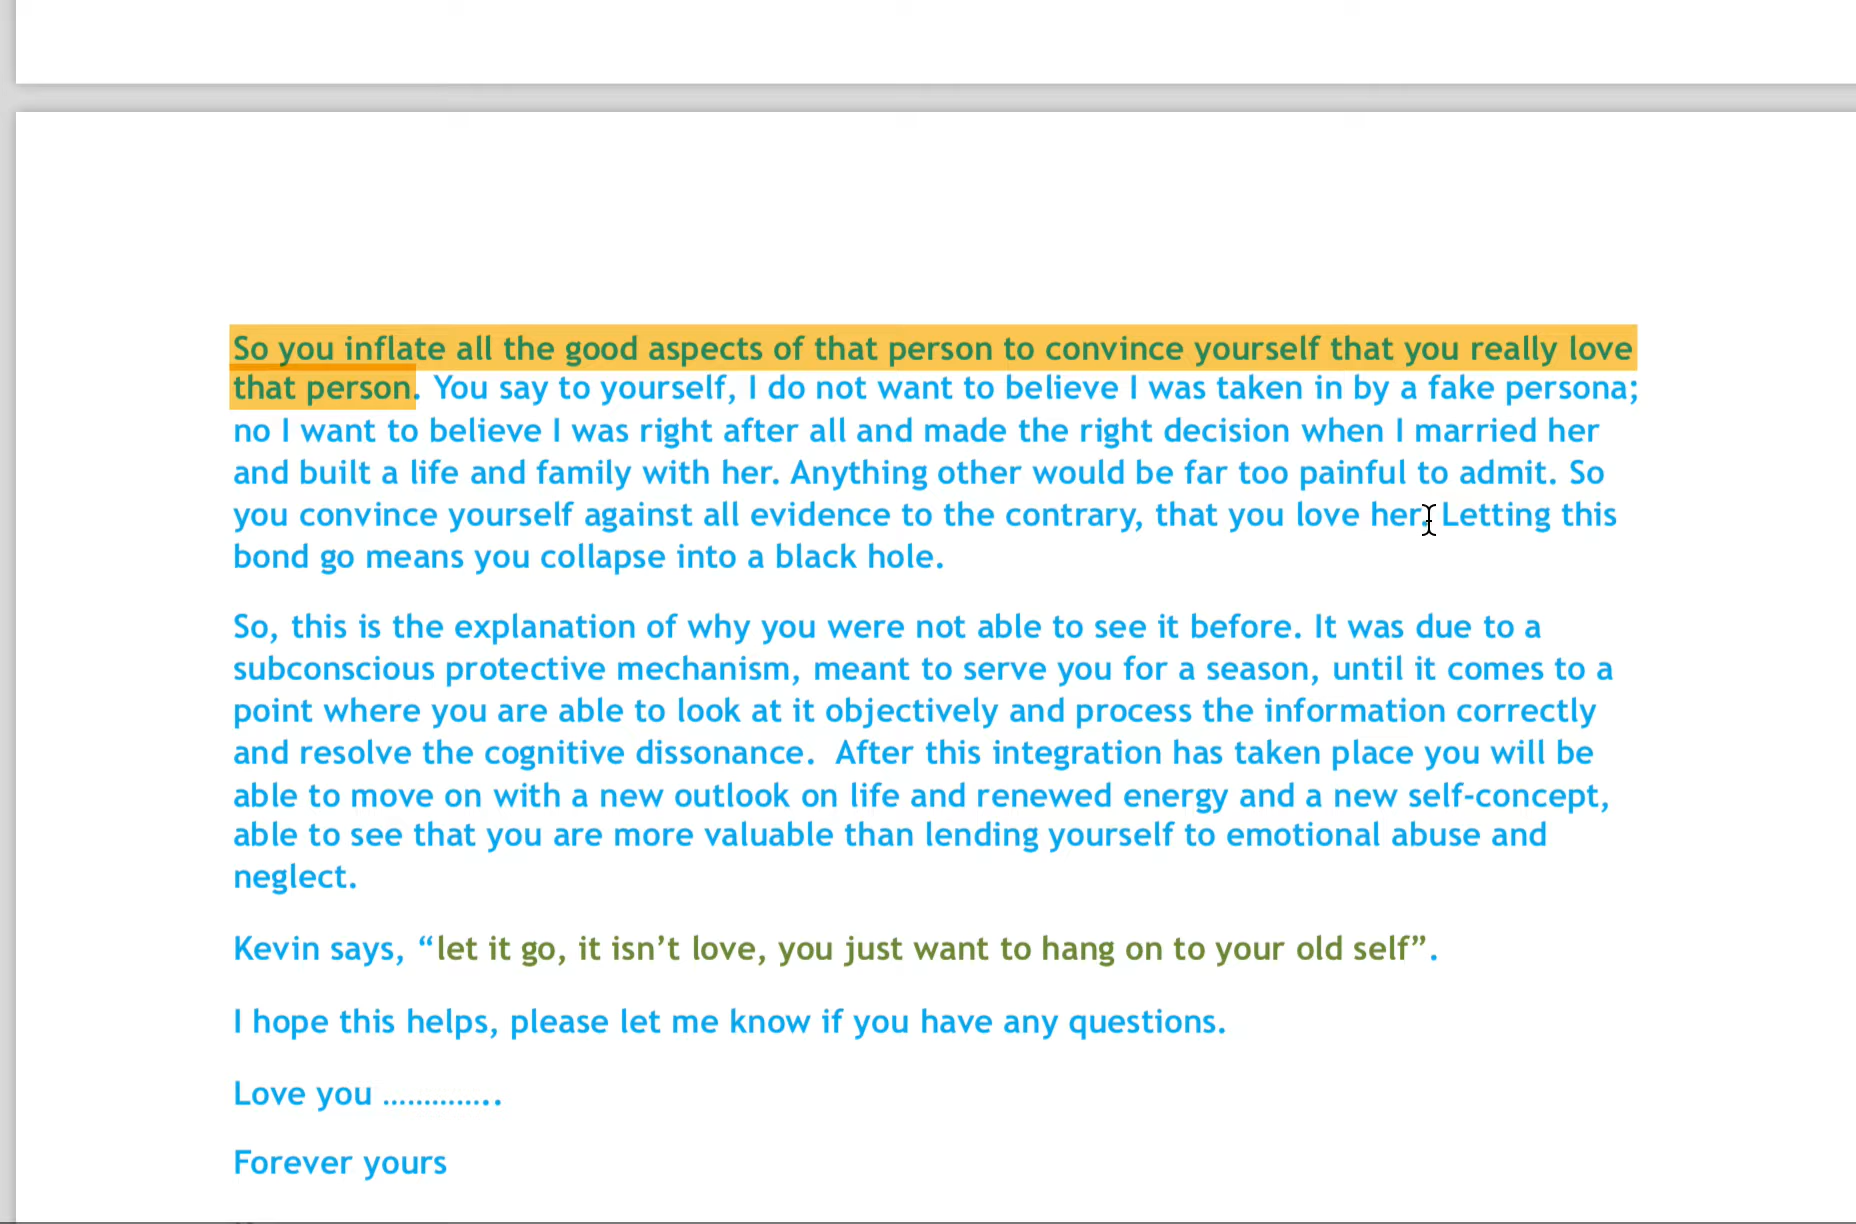 So you inflate all the good aspects of that person to convince yourself that you really love
that person. You say to yourself, I do not want to believe I was taken in by a fake persona;
no I want to believe I was right after all and made the right decision when I married her
and built a life and family with her. Anything other would be far too painful to admit. So
you convince yourself against all evidence to the contrary, that you love her. Letting this
bond go means you collapse into a black hole.
So, this is the explanation of why you were not able to see it before. It was due to a
subconscious protective mechanism, meant to serve you for a season, until it comes to a
point where you are able to look at it objectively and process the information correctly
and resolve the cognitive dissonance.  After this integration has taken place you will be
able to move on with a new outlook on life and renewed energy and a new self-concept,
able to see that you are more valuable than lending yourself to emotional abuse and
neglect.
Kevin says, “let it go, it isn’t love, you just want to hang on to your old self”.
I hope this helps, please let me know if you have any questions.
Love you …………..
Forever yours